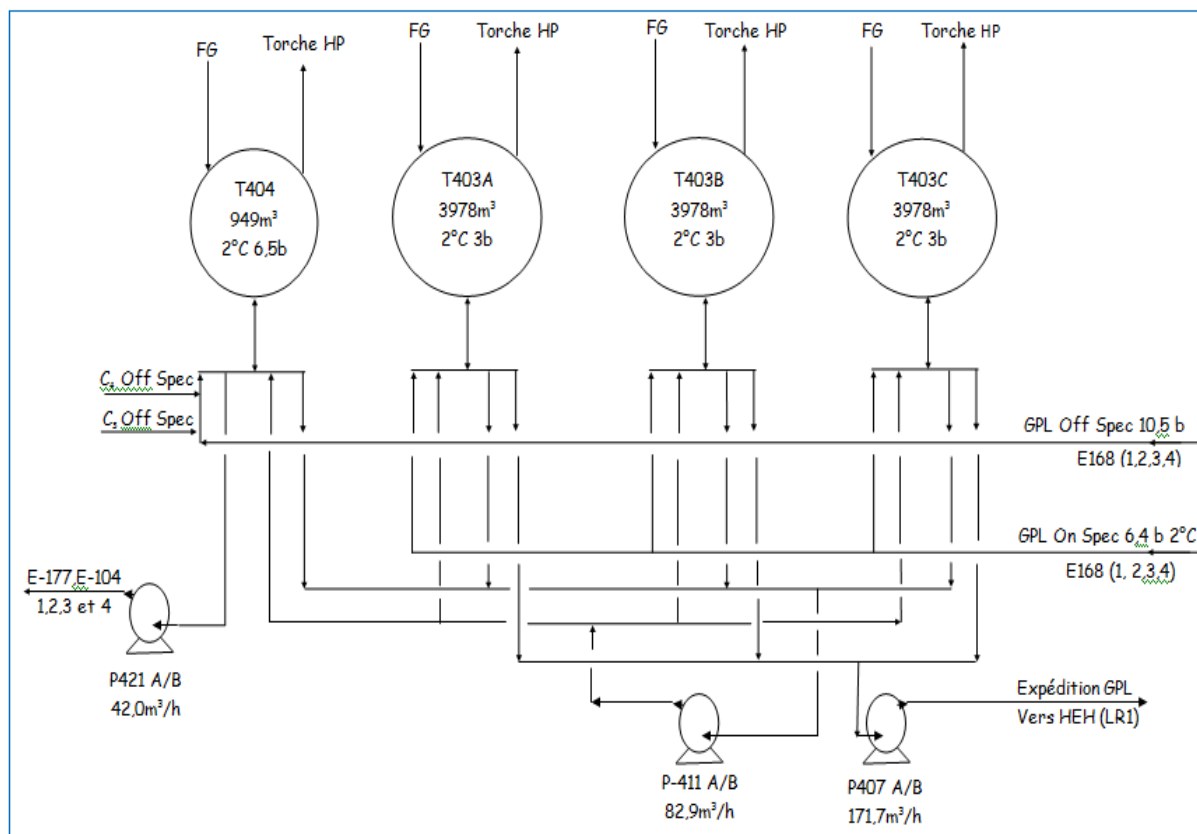 FG
Torche HP
FG
Torche HP
FG
Torche HP
FG
Torche HP
T404
949m³
2°C 6,5b
T403A
3978m³
2°C 3b
T403B
3978m³
2°C 3b
T403C
3978m³
2°C 3b
C₄ Off Spec
C₃ Off Spec
GPL Off Spec 10,5 b
E168 (1,2,3,4)
GPL On Spec 6,4 b 2°C
E168 (1, 2,3,4)
E-177,E-104
1,2,3 et 4
P421 A/B
42,0m³/h
P-411 A/B
82,9m³/h
P407 A/B
171,7m³/h
Expédition GPL
Vers HEH (LR1)